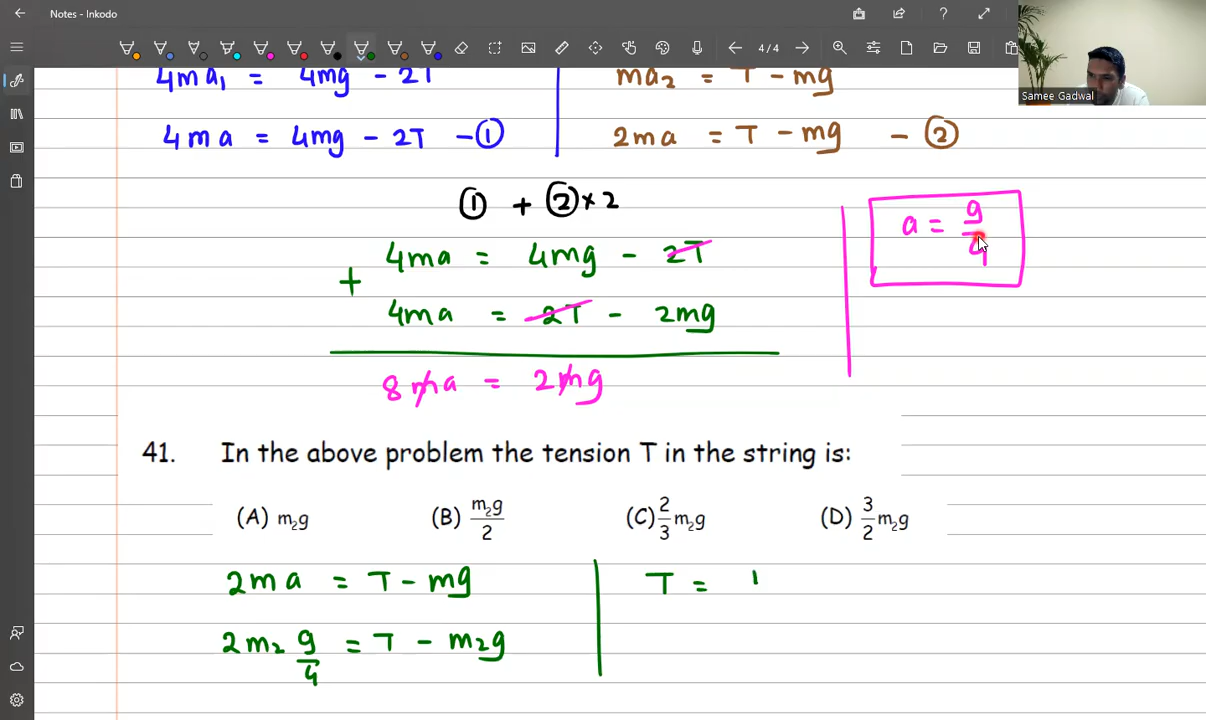 Notes - Inkodo
4/4
Samee Gadwal
4ma₁ = 4mg - 2T
ma₂ = T - mg
4ma = 4mg - 2T -①
2ma = T - mg - ②
① + ②×2
a = g/4
4ma = 4mg - 2T
+
4ma = 2T - 2mg
8ma = 2mg
41. In the above problem the tension T in the string is:
(A) m₂g (B) m₂g/2 (C) 2/3 m₂g (D) 3/2 m₂g
2ma = T - mg
T =
2m₂ g/4 = T - m₂g